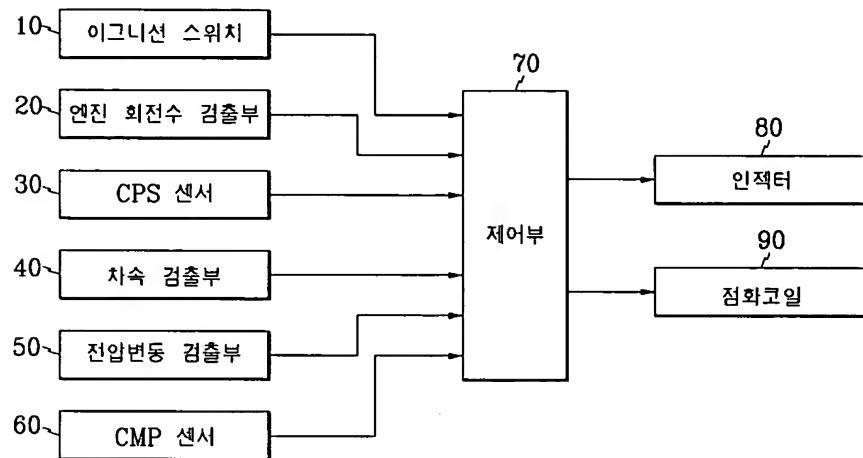 10 이그니션 스위치
20 엔진 회전수 검출부
30 CPS 센서
40 차속 검출부
50 전압변동 검출부
60 CMP 센서
70
제어부
80
인젝터
90
점화코일